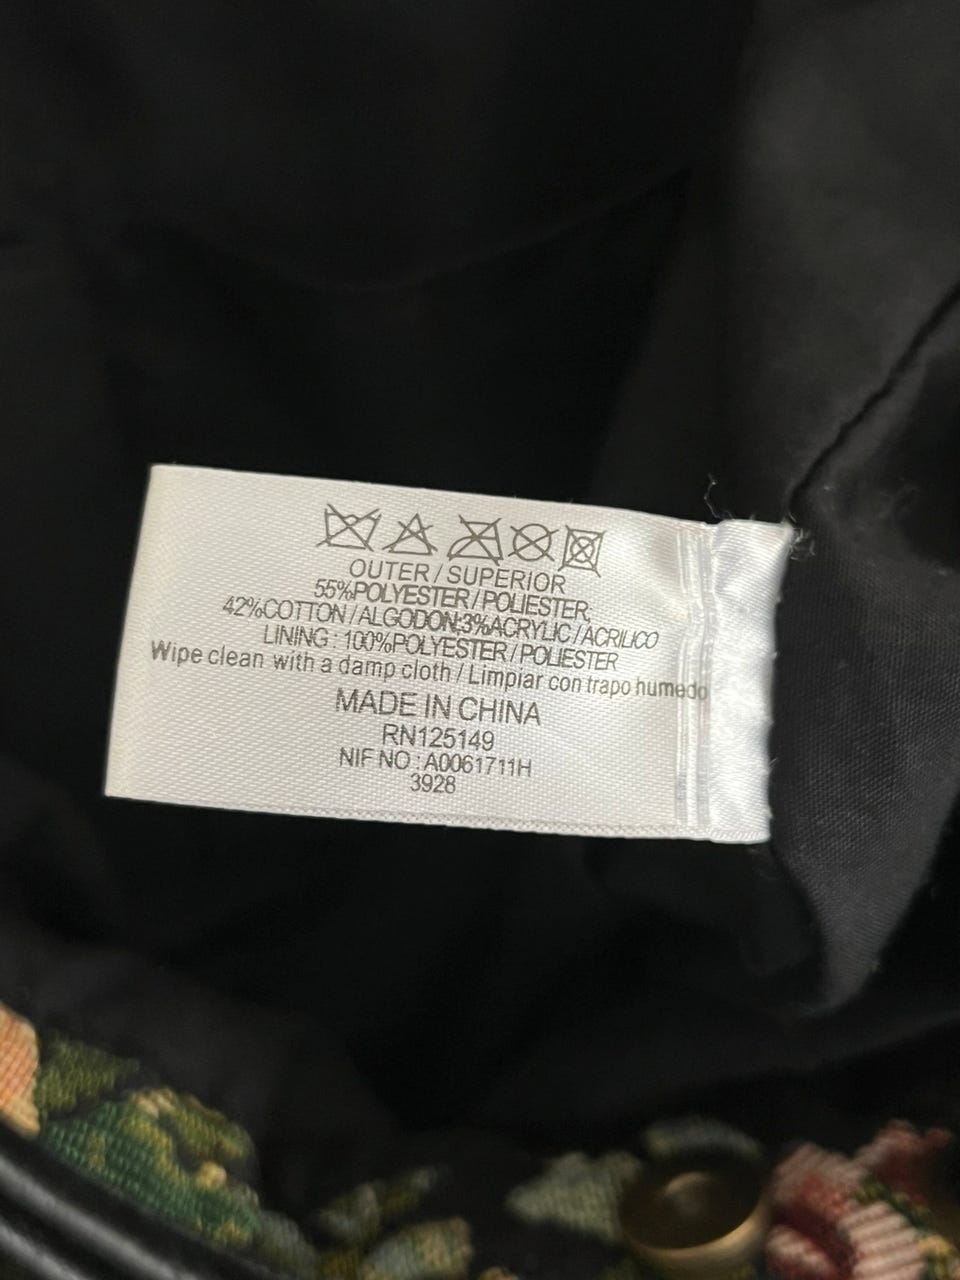 OUTER / SUPERIOR
55%POLYESTER / POLIESTER,
42%COTTON / ALGODON;3%ACRYLIC / ACRILICO
LINING : 100%POLYESTER / POLIESTER
Wipe clean with a damp cloth / Limpiar con trapo humedo
MADE IN CHINA
RN125149
NIF NO : A0061711H
3928